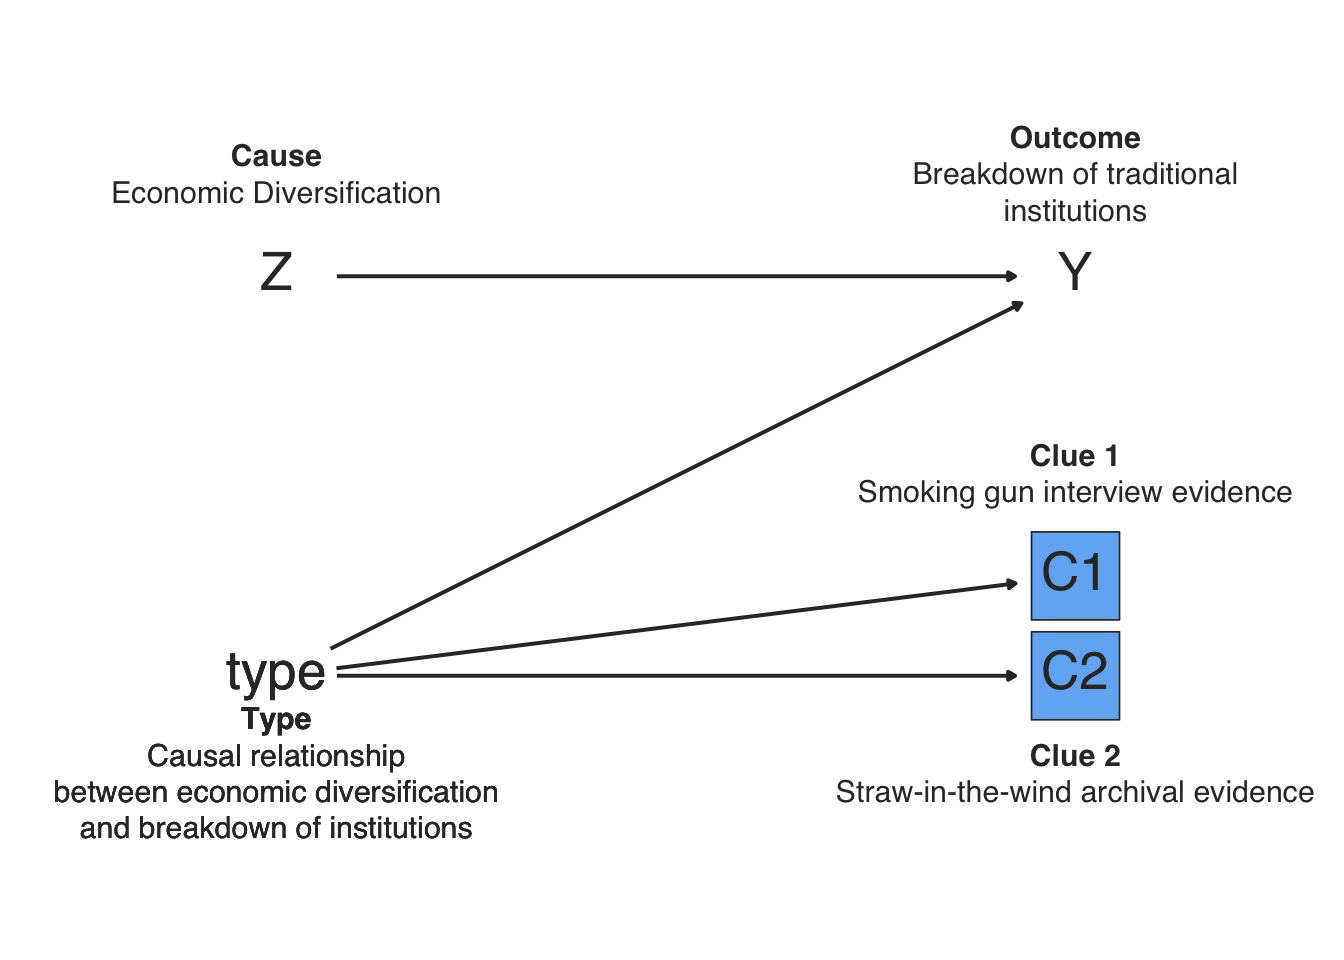 Cause
Economic Diversification
Z
Outcome
Breakdown of traditional
institutions
Y
Clue 1
Smoking gun interview evidence
C1
type
Type
Causal relationship
between economic diversification
and breakdown of institutions
C2
Clue 2
Straw-in-the-wind archival evidence